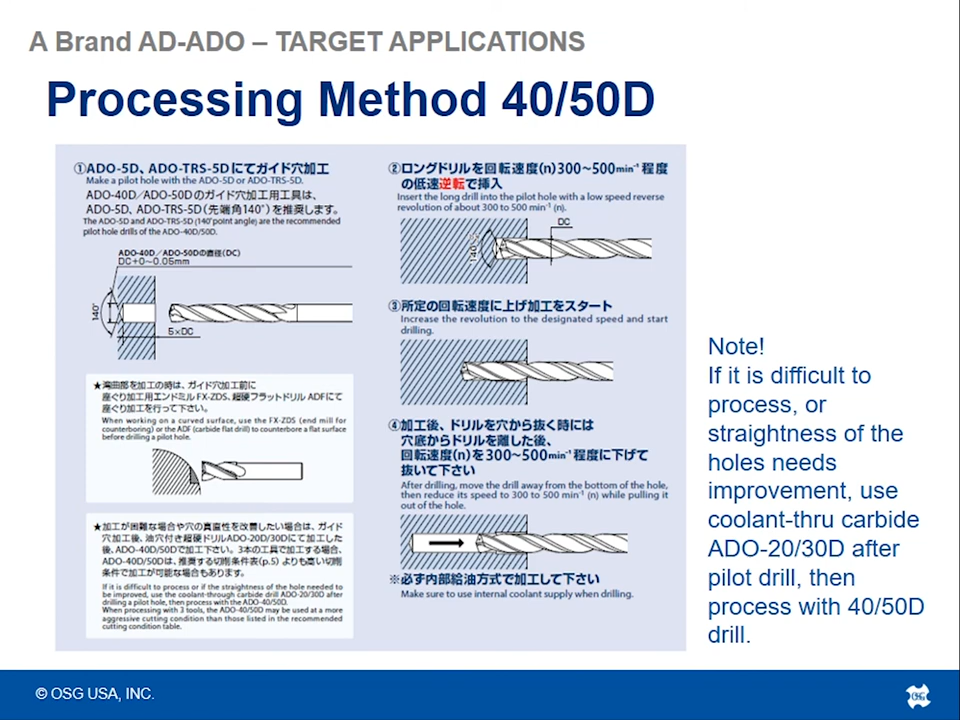 A Brand AD-ADO – TARGET APPLICATIONS
Processing Method 40/50D
①ADO-5D、ADO-TRS-5Dにてガイド穴加工
Make a pilot hole with the ADO-5D or ADO-TRS-5D.
ADO-40D／ADO-50Dのガイド穴加工用工具は、
ADO-5D、ADO-TRS-5D(先端角140°)を推奨します。
The ADO-5D and ADO-TRS-5D (140°point angle) are the recommended
pilot hole drills of the ADO-40D/50D.
ADO-40D／ADO-50Dの直径(DC)
DC+0～0.05mm
140°
5×DC
★湾曲部を加工の時は、ガイド穴加工前に
座ぐり加工用エンドミルFX-ZDS、超硬フラットドリルADFにて
座ぐり加工を行って下さい。
When working on a curved surface, use the FX-ZDS (end mill for
counterboring) or the ADF (carbide flat drill) to counterbore a flat surface
before drilling a pilot hole.
★加工が困難な場合や穴の真直性を改善したい場合は、ガイド
穴加工後、油穴付き超硬ドリルADO-20D/30Dにて加工した
後、ADO-40D/50Dで加工下さい。3本の工具で加工する場合、
ADO-40D/50Dは、推奨する切削条件表(p.5)よりも高い切削
条件で加工が可能な場合もあります。
If it is difficult to process or if the straightness of the hole needed to
be improved, use the coolant-through carbide drill ADO-20/30D after
drilling a pilot hole, then process with the ADO-40/50D.
When processing with 3 tools, the ADO-40/50D may be used at a more
aggressive cutting condition than those listed in the recommended
cutting condition table.
②ロングドリルを回転速度(n)300～500min⁻¹程度
の低速逆転で挿入
Insert the long drill into the pilot hole with a low speed reverse
revolution of about 300 to 500 min⁻¹ (n).
DC
140°
③所定の回転速度に上げ加工をスタート
Increase the revolution to the designated speed and start
drilling.
④加工後、ドリルを穴から抜く時には
穴底からドリルを離した後、
回転速度(n)を300～500min⁻¹程度に下げて
抜いて下さい
After drilling, move the drill away from the bottom of the hole,
then reduce its speed to 300 to 500 min⁻¹ (n) while pulling it
out of the hole.
※必ず内部給油方式で加工して下さい
Make sure to use internal coolant supply when drilling.
Note!
If it is difficult to
process, or
straightness of the
holes needs
improvement, use
coolant-thru carbide
ADO-20/30D after
pilot drill, then
process with 40/50D
drill.
© OSG USA, INC.
OSG